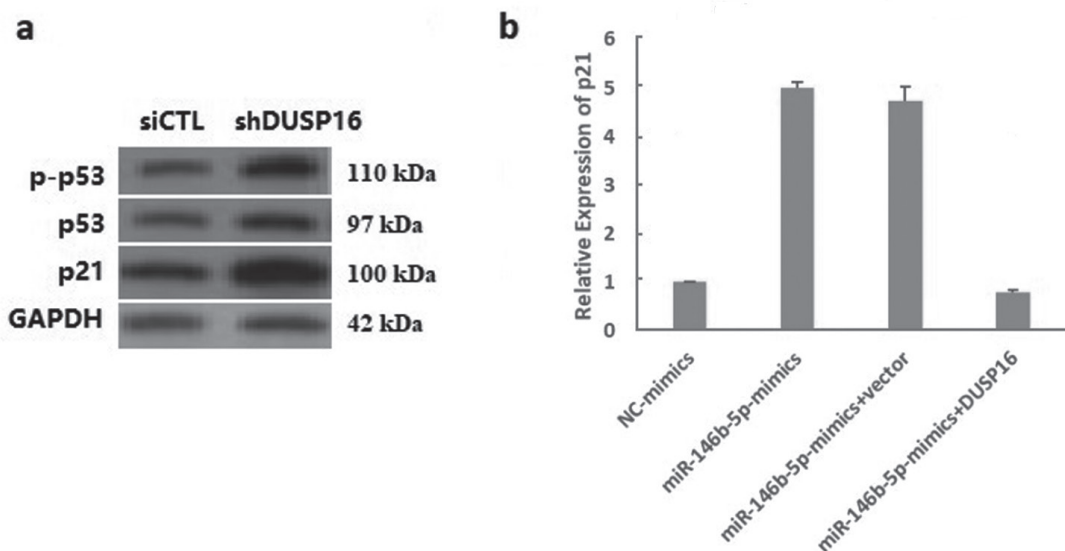 a
siCTL shDUSP16
p-p53 110 kDa
p53 97 kDa
p21 100 kDa
GAPDH 42 kDa
b
Relative Expression of p21
6
5
4
3
2
1
0
NC-mimics
miR-146b-5p-mimics
miR-146b-5p-mimics+vector
miR-146b-5p-mimics+DUSP16